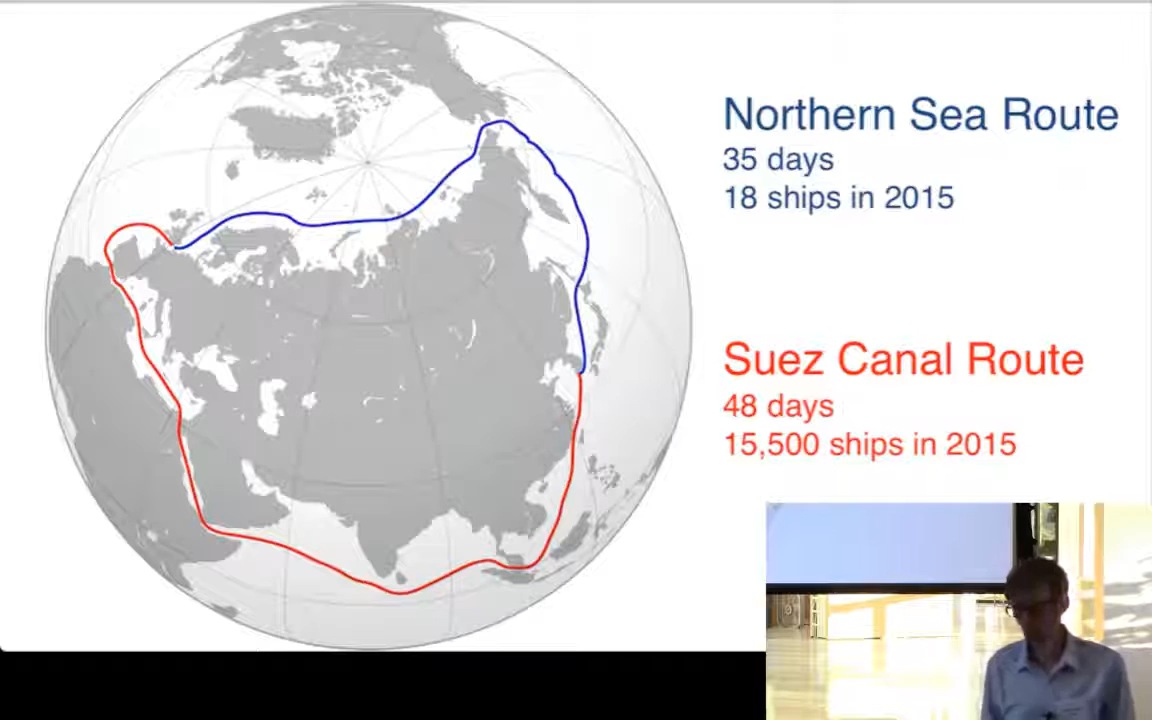 Northern Sea Route
35 days
18 ships in 2015
Suez Canal Route
48 days
15,500 ships in 2015